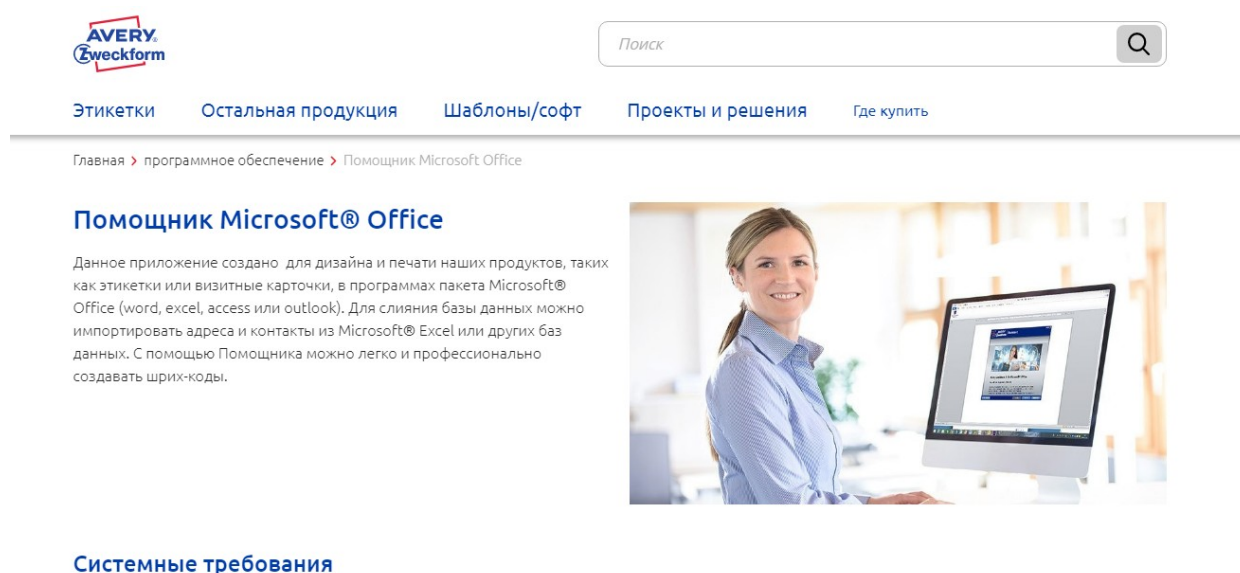 AVERY
Zweckform
Поиск
Этикетки Остальная продукция Шаблоны/софт Проекты и решения Где купить
Главная > программное обеспечение > Помощник Microsoft Office
Помощник Microsoft® Office
Данное приложение создано для дизайна и печати наших продуктов, таких
как этикетки или визитные карточки, в программах пакета Microsoft®
Office (word, excel, access или outlook). Для слияния базы данных можно
импортировать адреса и контакты из Microsoft® Excel или других баз
данных. С помощью Помощника можно легко и профессионально
создавать шрих-коды.
Системные требования